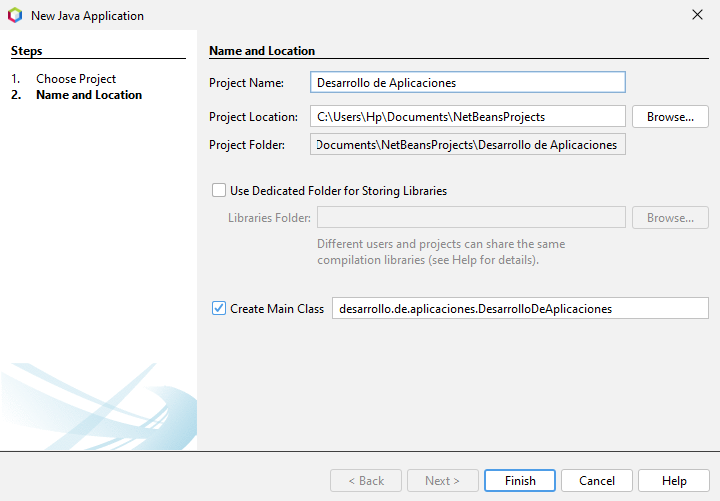 New Java Application
Steps
1. Choose Project
2. Name and Location
Name and Location
Project Name: Desarrollo de Aplicaciones
Project Location: C:\Users\Hp\Documents\NetBeansProjects Browse...
Project Folder: Documents\NetBeansProjects\Desarrollo de Aplicaciones
Use Dedicated Folder for Storing Libraries
Libraries Folder: Browse...
Different users and projects can share the same
compilation libraries (see Help for details).
Create Main Class desarrollo.de.aplicaciones.DesarrolloDeAplicaciones
< Back Next > Finish Cancel Help